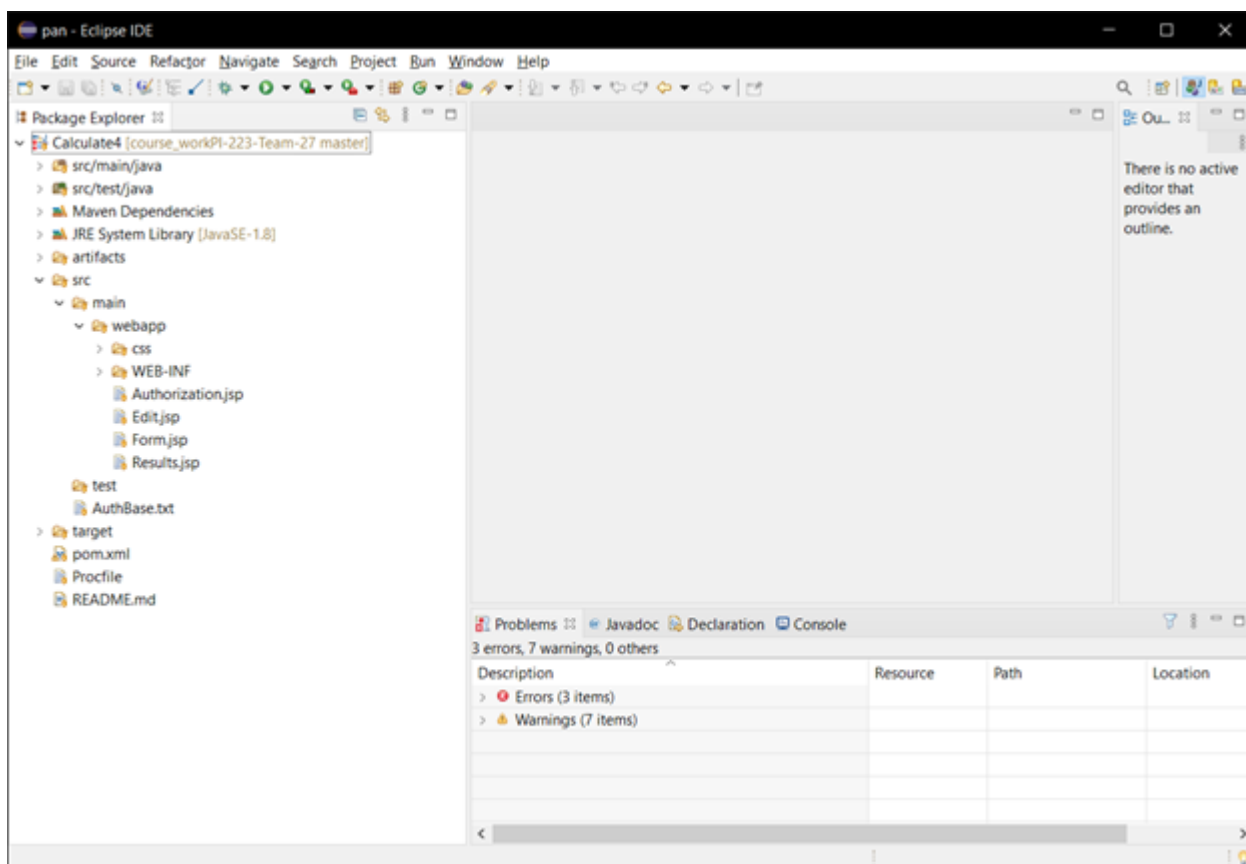 pan - Eclipse IDE
File Edit Source Refactor Navigate Search Project Run Window Help
Package Explorer
Calculate4 [course_workPI-223-Team-27 master]
src/main/java
src/test/java
Maven Dependencies
JRE System Library [JavaSE-1.8]
artifacts
src
main
webapp
css
WEB-INF
Authorization.jsp
Edit.jsp
Form.jsp
Results.jsp
test
AuthBase.txt
target
pom.xml
Procfile
README.md
Ou...
There is no active
editor that
provides an
outline.
Problems Javadoc Declaration Console
3 errors, 7 warnings, 0 others
Description Resource Path Location
Errors (3 items)
Warnings (7 items)